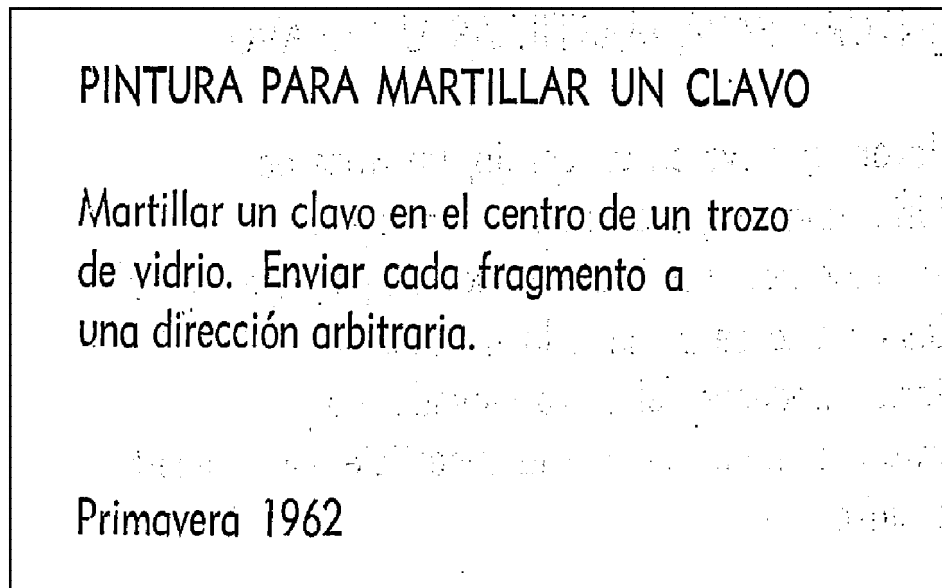 PINTURA PARA MARTILLAR UN CLAVO
Martillar un clavo en el centro de un trozo
de vidrio. Enviar cada fragmento a
una dirección arbitraria.
Primavera 1962